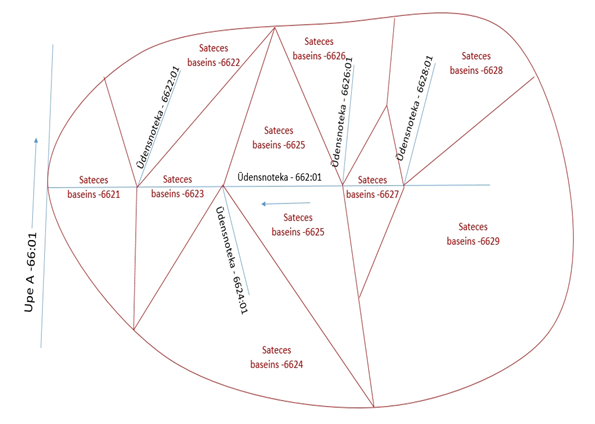 Sateces
baseins -6622
Sateces
baseins -6626
Sateces
baseins -6628
Ūdensnoteka - 6622:01
Ūdensnoteka - 6626:01
Ūdensnoteka - 6628:01
Sateces
baseins -6625
Ūdensnoteka - 662:01
Sateces
baseins -6621
Sateces
baseins -6623
Sateces
baseins -6627
Sateces
baseins -6625
Sateces
baseins -6629
Upe A -66:01
Ūdensnoteka - 6624:01
Sateces
baseins -6624